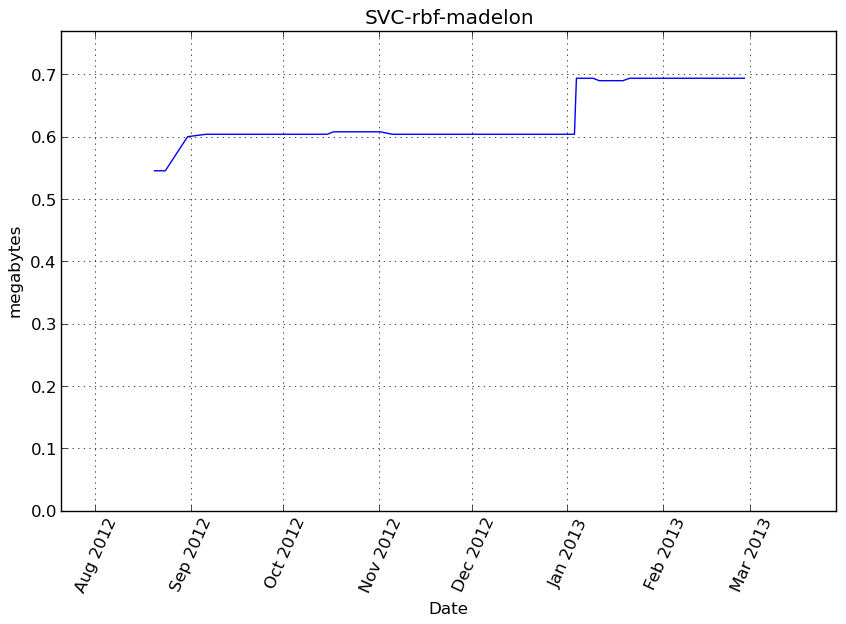 SVC-rbf-madelon
0.7
0.6
0.5
0.4
0.3
0.2
0.1
0.0
megabytes
Aug 2012
Sep 2012
Oct 2012
Nov 2012
Dec 2012
Jan 2013
Feb 2013
Mar 2013
Date